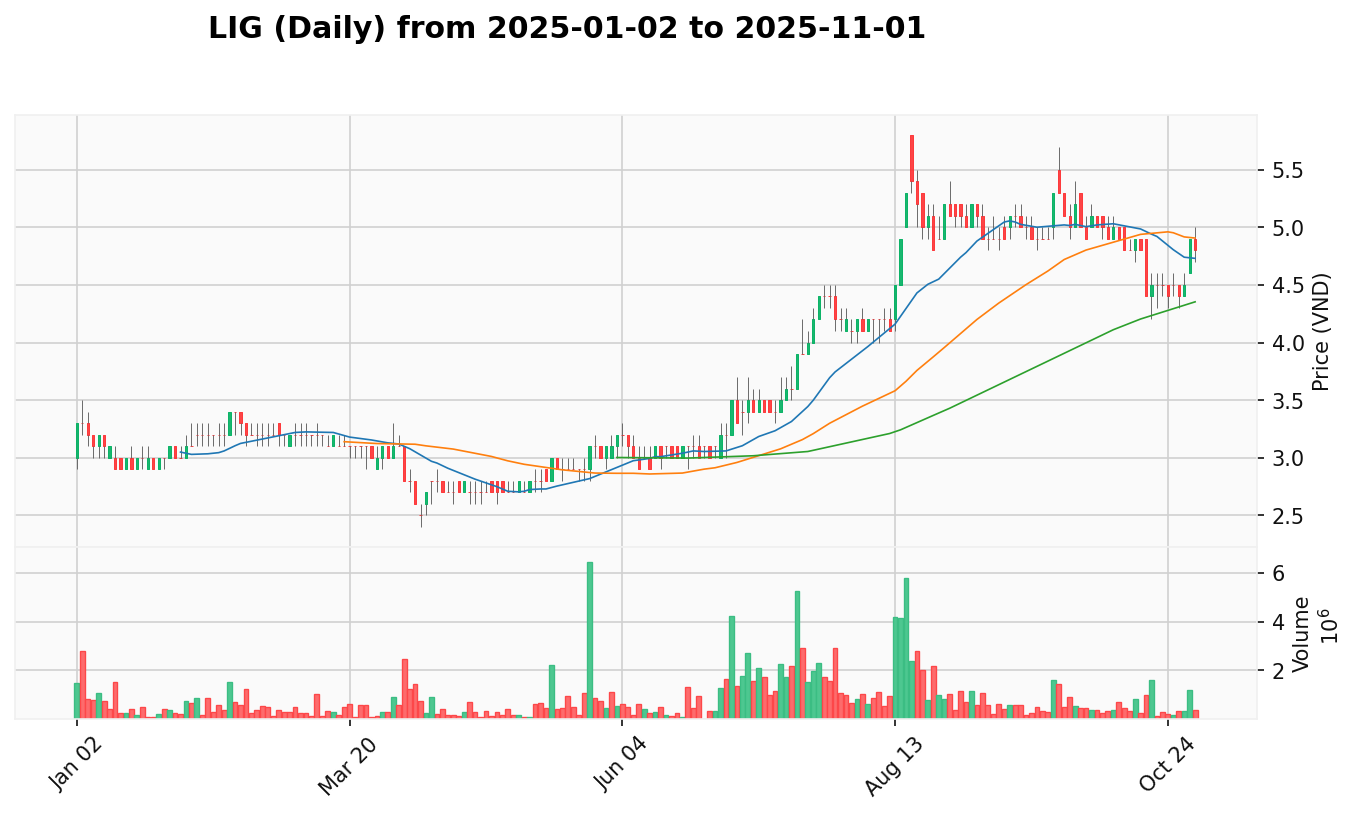 LIG (Daily) from 2025-01-02 to 2025-11-01
5.5
5.0
4.5
4.0
3.5
3.0
2.5
Price (VND)
6
4
2
Volume
10⁶
Jan 02
Mar 20
Jun 04
Aug 13
Oct 24